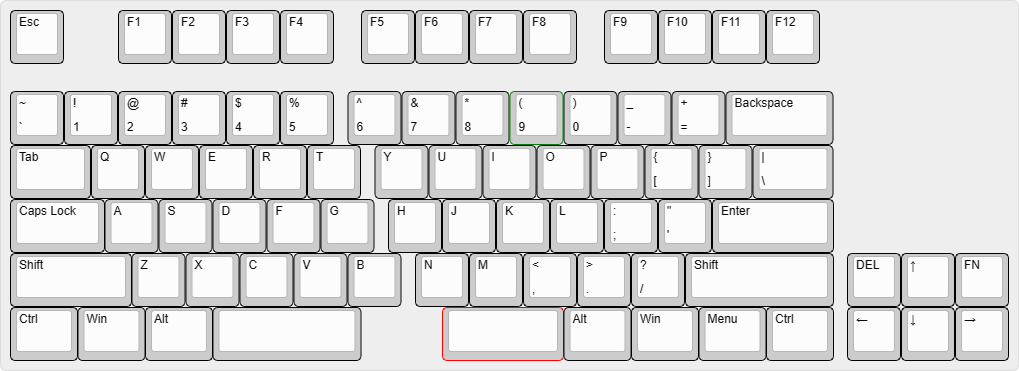 Esc F1 F2 F3 F4 F5 F6 F7 F8 F9 F10 F11 F12
~ ! @ # $ % ^ & * ( ) _ + Backspace
` 1 2 3 4 5 6 7 8 9 0 - =
Tab Q W E R T Y U I O P { } |
[ ] \
Caps Lock A S D F G H J K L : " Enter
; '
Shift Z X C V B N M < > ? Shift DEL ↑ FN
, . /
Ctrl Win Alt Alt Win Menu Ctrl ← ↓ →